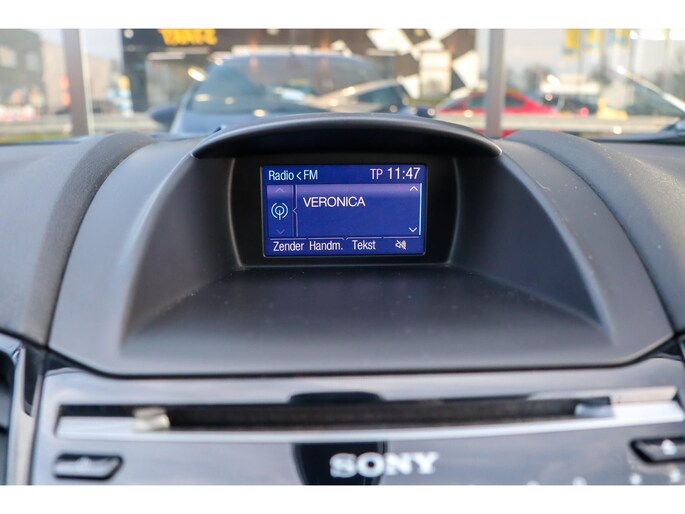 Radio < FM TP 11:47
VERONICA
Zender Handm. Tekst
SONY